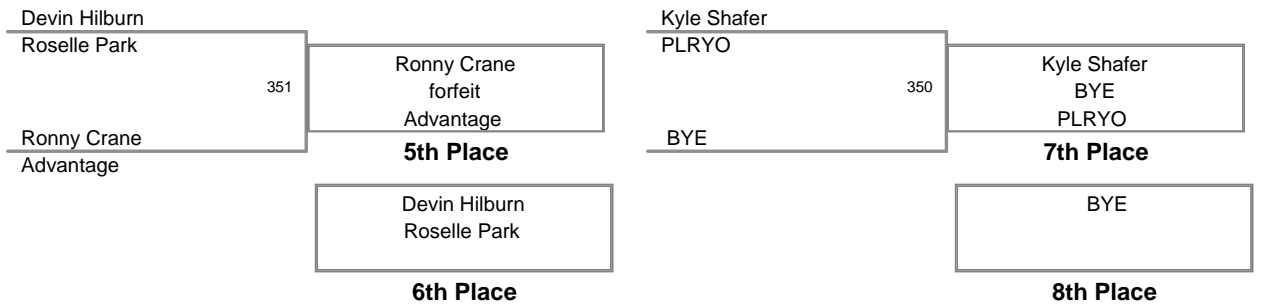 Devin Hilburn
Roselle Park
351
Ronny Crane
Advantage
Ronny Crane
forfeit
Advantage
5th Place
Devin Hilburn
Roselle Park
6th Place
Kyle Shafer
PLRYO
350
BYE
Kyle Shafer
BYE
PLRYO
7th Place
BYE
8th Place